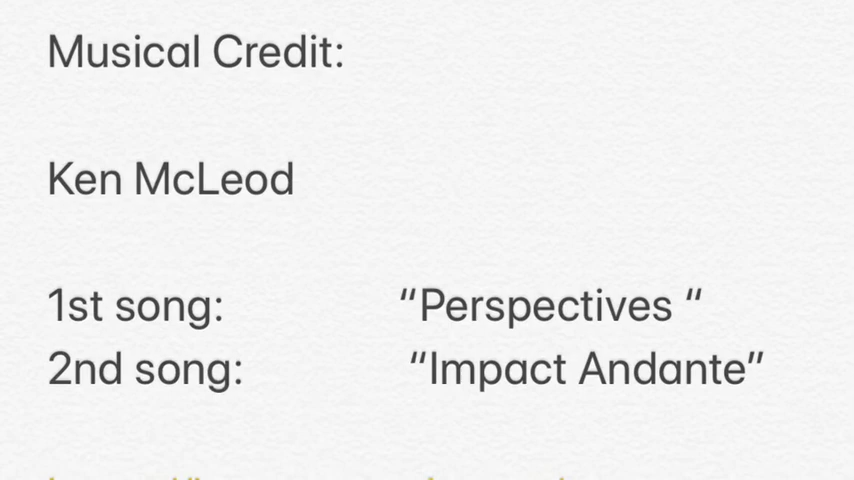 Musical Credit:
Ken McLeod
1st song: “Perspectives “
2nd song: “Impact Andante”